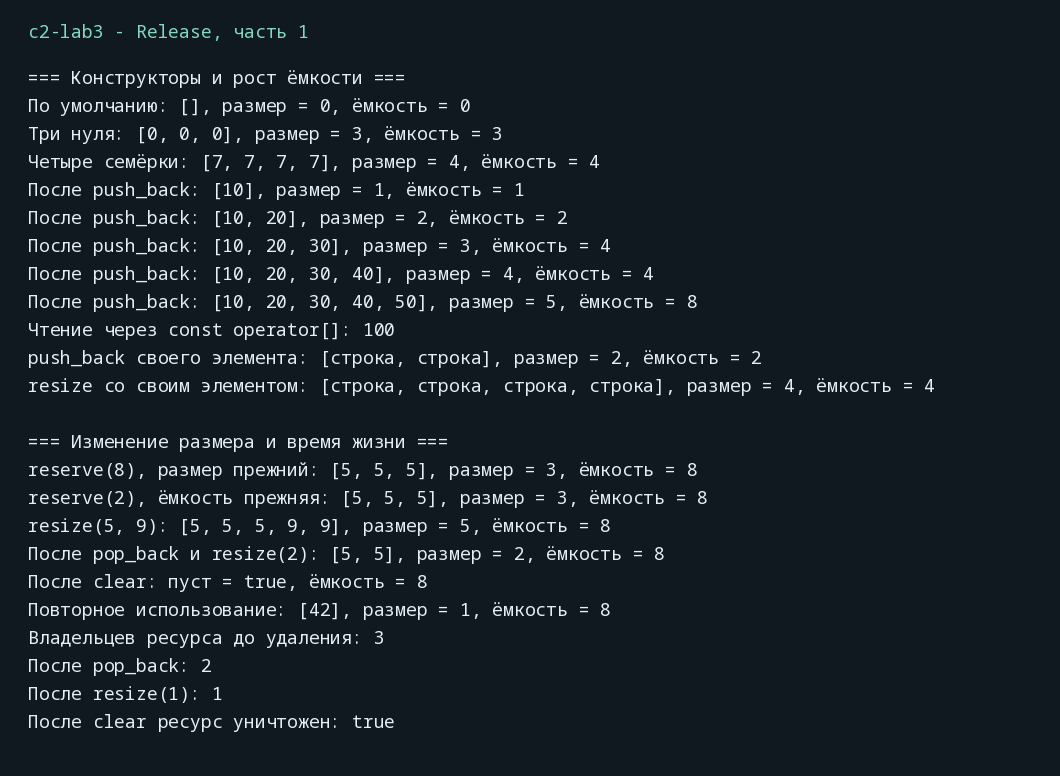 c2-lab3 - Release, часть 1
=== Конструкторы и рост ёмкости ===
По умолчанию: [], размер = 0, ёмкость = 0
Три нуля: [0, 0, 0], размер = 3, ёмкость = 3
Четыре семёрки: [7, 7, 7, 7], размер = 4, ёмкость = 4
После push_back: [10], размер = 1, ёмкость = 1
После push_back: [10, 20], размер = 2, ёмкость = 2
После push_back: [10, 20, 30], размер = 3, ёмкость = 4
После push_back: [10, 20, 30, 40], размер = 4, ёмкость = 4
После push_back: [10, 20, 30, 40, 50], размер = 5, ёмкость = 8
Чтение через const operator[]: 100
push_back своего элемента: [строка, строка], размер = 2, ёмкость = 2
resize со своим элементом: [строка, строка, строка, строка], размер = 4, ёмкость = 4
=== Изменение размера и время жизни ===
reserve(8), размер прежний: [5, 5, 5], размер = 3, ёмкость = 8
reserve(2), ёмкость прежняя: [5, 5, 5], размер = 3, ёмкость = 8
resize(5, 9): [5, 5, 5, 9, 9], размер = 5, ёмкость = 8
После pop_back и resize(2): [5, 5], размер = 2, ёмкость = 8
После clear: пуст = true, ёмкость = 8
Повторное использование: [42], размер = 1, ёмкость = 8
Владельцев ресурса до удаления: 3
После pop_back: 2
После resize(1): 1
После clear ресурс уничтожен: true